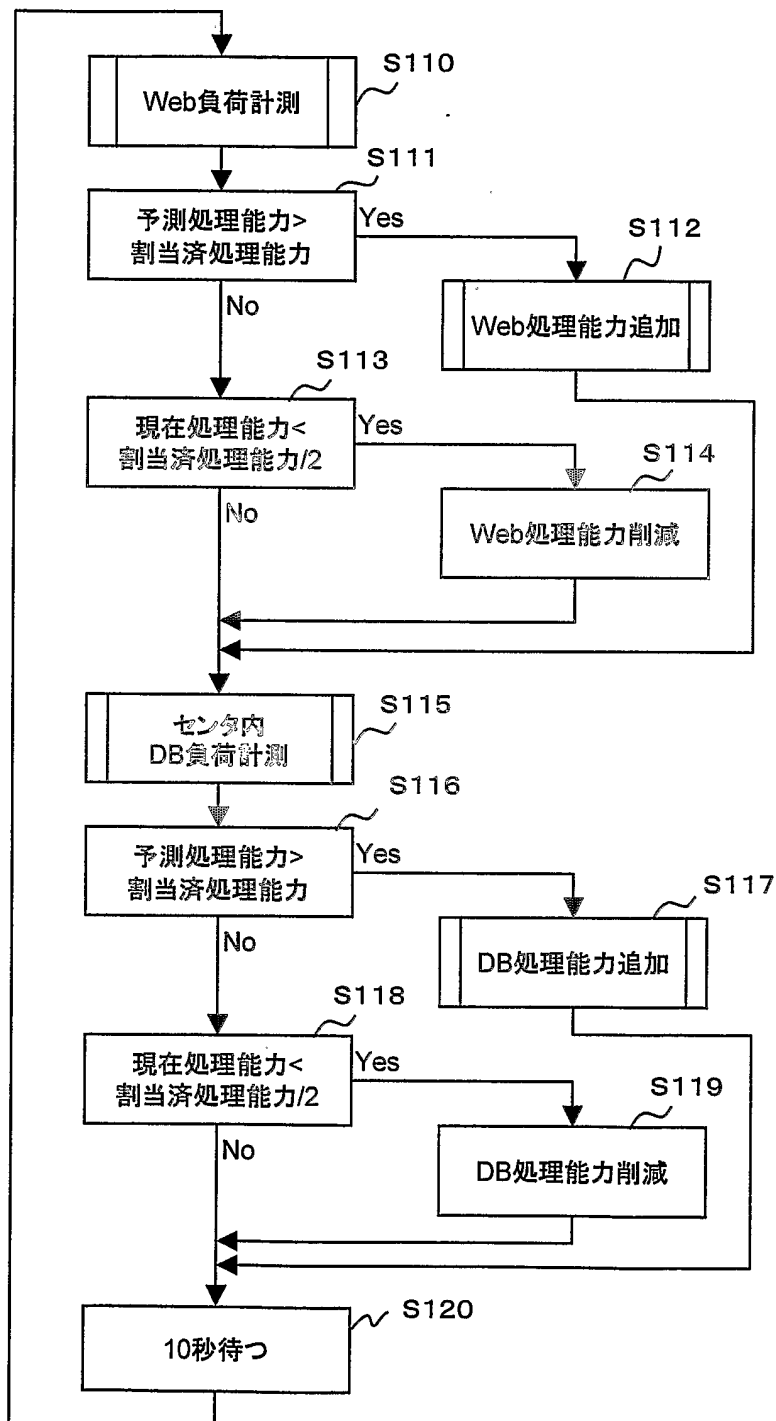 S110
Web負荷計測
S111
予測処理能力>
割当済処理能力
Yes
No
S112
Web処理能力追加
S113
現在処理能力<
割当済処理能力/2
Yes
No
S114
Web処理能力削減
S115
センタ内
DB負荷計測
S116
予測処理能力>
割当済処理能力
Yes
No
S117
DB処理能力追加
S118
現在処理能力<
割当済処理能力/2
Yes
No
S119
DB処理能力削減
S120
10秒待つ